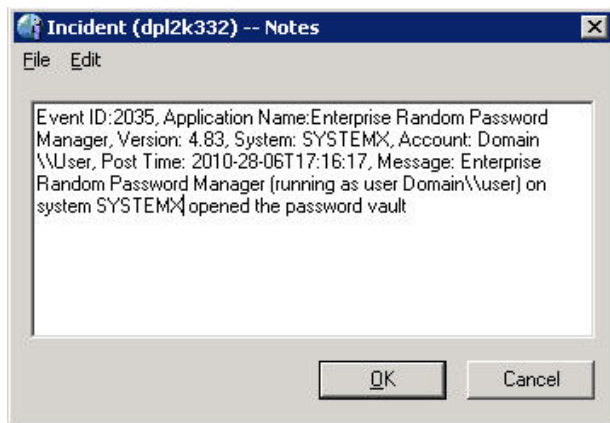 Incident (dpl2k332) -- Notes
File Edit
Event ID:2035, Application Name:Enterprise Random Password
Manager, Version: 4.83, System: SYSTEMX, Account: Domain
\\User, Post Time: 2010-28-06T17:16:17, Message: Enterprise
Random Password Manager (running as user Domain\\user) on
system SYSTEMX opened the password vault
OK Cancel